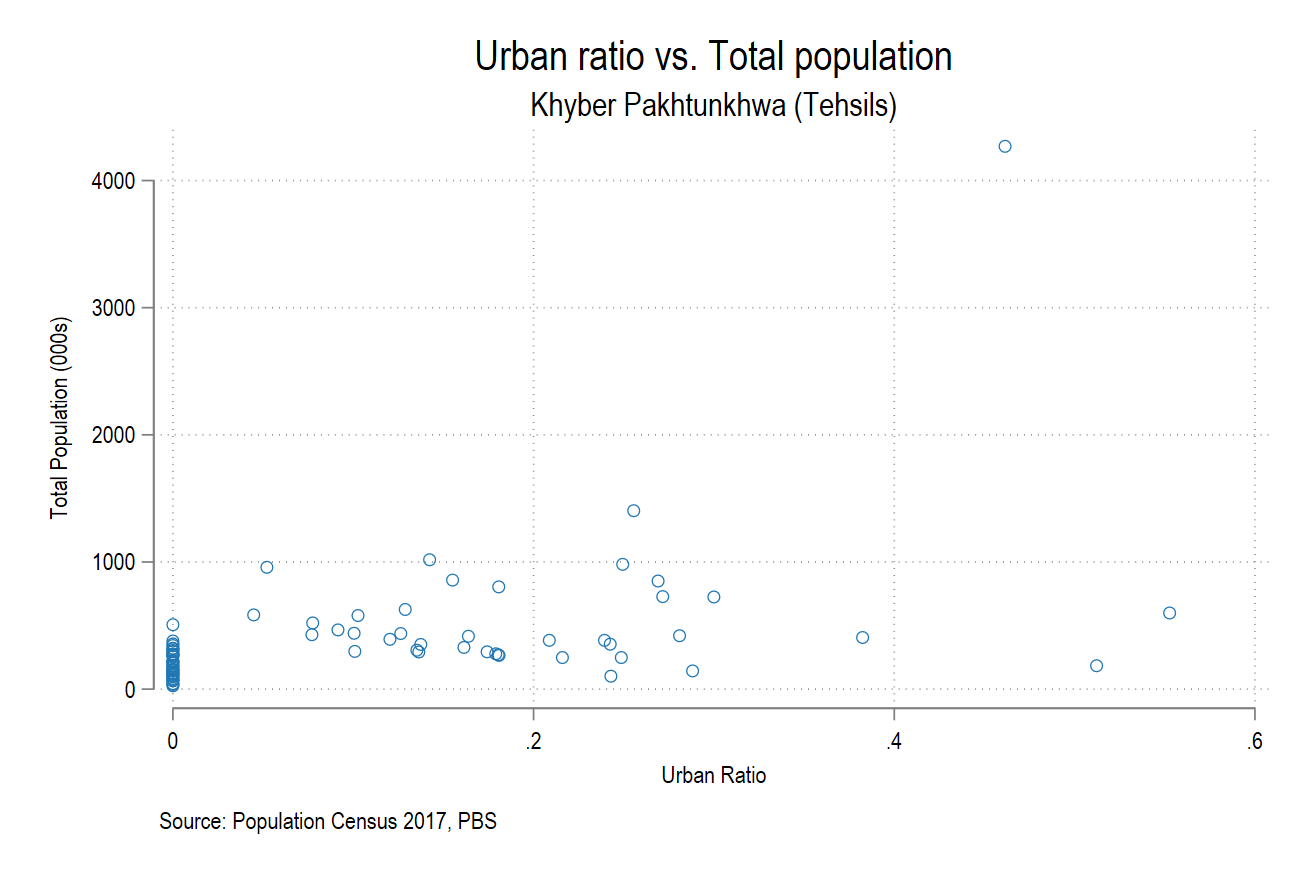 Urban ratio vs. Total population
Khyber Pakhtunkhwa (Tehsils)
Total Population (000s)
4000
3000
2000
1000
0
0 .2 .4 .6
Urban Ratio
Source: Population Census 2017, PBS